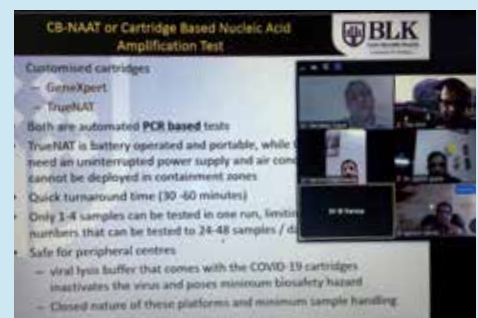 CB-NAAT or Cartridge Based Nucleic Acid
Amplification Test
BLK
Customised cartridges
– GeneXpert
– TrueNAT
Both are automated PCR based tests
TrueNAT is battery operated and portable, while
need an uninterrupted power supply and air con
cannot be deployed in containment zones
Quick turnaround time (30 -60 minutes)
Only 1-4 samples can be tested in one run, limitin
numbers that can be tested to 24-48 samples / da
Safe for peripheral centres
– viral lysis buffer that comes with the COVID-19 cartridges
inactivates the virus and poses minimum biosafety hazard
– Closed nature of these platforms and minimum sample handling